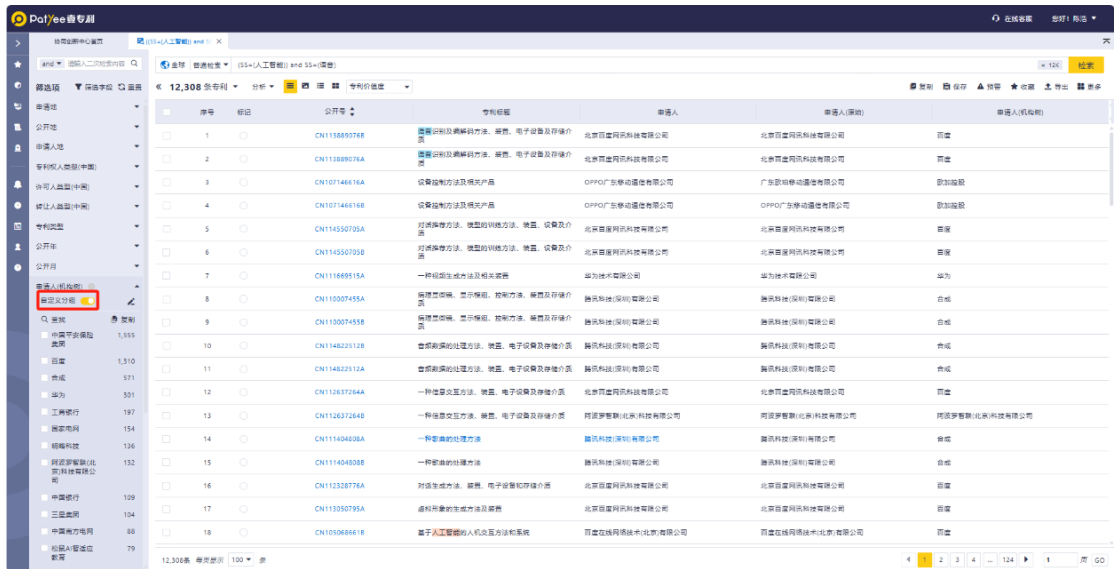 Patyee壹专利
在线客服 您好！陈浩
协同创新中心首页 ((SS=(人工智能)) and S
and 请输入二次检索内容
全球 普通检索 (SS=(人工智能)) and SS=(语音)
检索
筛选项 筛选字段 重置
12,308 条专利 分析 专利价值度
复制 保存 预警 收藏 导出 更多
申请地
公开地
申请人地
专利权人类型(中国)
许可人类型(中国)
转让人类型(中国)
专利类型
公开年
公开月
申请人(机构树)
自定义分组
查找 复制
中国平安保险集团 1,555
百度 1,310
合成 571
华为 301
工商银行 197
国家电网 154
明略科技 136
阿波罗智联(北京)科技有限公司 132
中国银行 109
三星集团 104
中国南方电网 88
松鼠AI智适应教育 79
序号 标记 公开号 专利标题 申请人 申请人(原始) 申请人(机构树)
1 CN113889076B 语音识别及编解码方法、装置、电子设备及存储介质 北京百度网讯科技有限公司 北京百度网讯科技有限公司 百度
2 CN113889076A 语音识别及编解码方法、装置、电子设备及存储介质 北京百度网讯科技有限公司 北京百度网讯科技有限公司 百度
3 CN107146616A 设备控制方法及相关产品 OPPO广东移动通信有限公司 广东欧珀移动通信有限公司 欧加控股
4 CN107146616B 设备控制方法及相关产品 OPPO广东移动通信有限公司 OPPO广东移动通信有限公司 欧加控股
5 CN114550705A 对话推荐方法、模型的训练方法、装置、设备及介质 北京百度网讯科技有限公司 北京百度网讯科技有限公司 百度
6 CN114550705B 对话推荐方法、模型的训练方法、装置、设备及介质 北京百度网讯科技有限公司 北京百度网讯科技有限公司 百度
7 CN111669515A 一种视频生成方法及相关装置 华为技术有限公司 华为技术有限公司 华为
8 CN110007455A 病理显微镜、显示模组、控制方法、装置及存储介质 腾讯科技(深圳)有限公司 腾讯科技(深圳)有限公司 合成
9 CN110007455B 病理显微镜、显示模组、控制方法、装置及存储介质 腾讯科技(深圳)有限公司 腾讯科技(深圳)有限公司 合成
10 CN114822512B 音频数据的处理方法、装置、电子设备及存储介质 腾讯科技(深圳)有限公司 腾讯科技(深圳)有限公司 合成
11 CN114822512A 音频数据的处理方法、装置、电子设备及存储介质 腾讯科技(深圳)有限公司 腾讯科技(深圳)有限公司 合成
12 CN112637264A 一种信息交互方法、装置、电子设备及存储介质 北京百度网讯科技有限公司 北京百度网讯科技有限公司 百度
13 CN112637264B 一种信息交互方法、装置、电子设备及存储介质 阿波罗智联(北京)科技有限公司 阿波罗智联(北京)科技有限公司 阿波罗智联(北京)科技有限公司
14 CN111404808A 一种歌曲的处理方法 腾讯科技(深圳)有限公司 腾讯科技(深圳)有限公司 合成
15 CN111404808B 一种歌曲的处理方法 腾讯科技(深圳)有限公司 腾讯科技(深圳)有限公司 合成
16 CN112328776A 对话生成方法、装置、电子设备和存储介质 北京百度网讯科技有限公司 北京百度网讯科技有限公司 百度
17 CN113050795A 虚拟形象的生成方法及装置 北京百度网讯科技有限公司 北京百度网讯科技有限公司 百度
18 CN105068661B 基于人工智能的人机交互方法和系统 百度在线网络技术(北京)有限公司 百度在线网络技术(北京)有限公司 百度
12,308条 每页显示 100 条
1 2 3 4 ... 124 1 页 GO